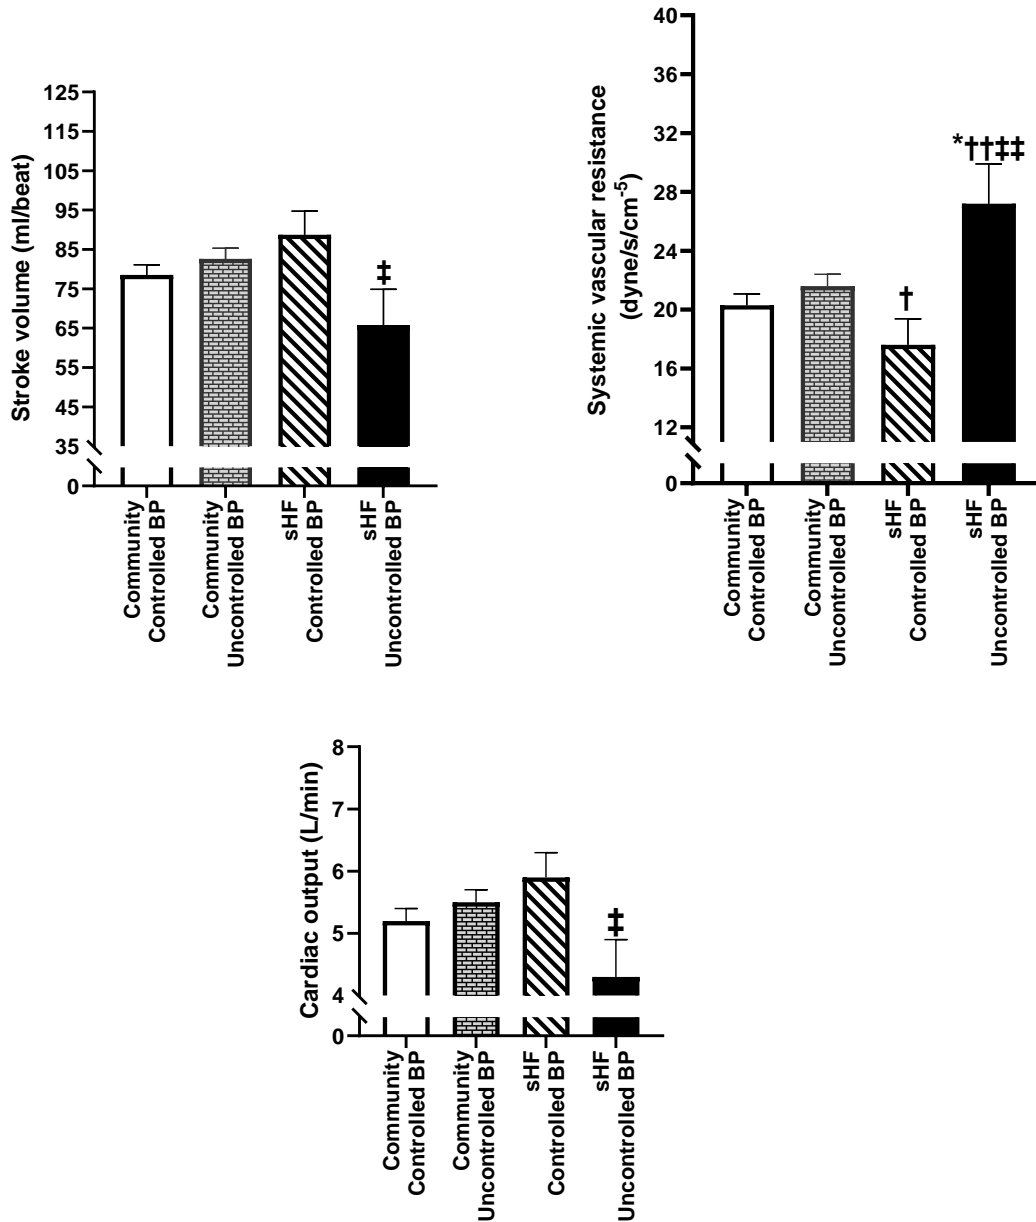 Stroke volume (ml/beat)
125
115
105
95
85
75
65
55
45
35
0
‡
Community
Controlled BP
Community
Uncontrolled BP
sHF
Controlled BP
sHF
Uncontrolled BP
Systemic vascular resistance
(dyne/s/cm-5)
40
36
32
28
24
20
16
12
0
†
*††‡‡
Community
Controlled BP
Community
Uncontrolled BP
sHF
Controlled BP
sHF
Uncontrolled BP
Cardiac output (L/min)
8
7
6
5
4
0
‡
Community
Controlled BP
Community
Uncontrolled BP
sHF
Controlled BP
sHF
Uncontrolled BP